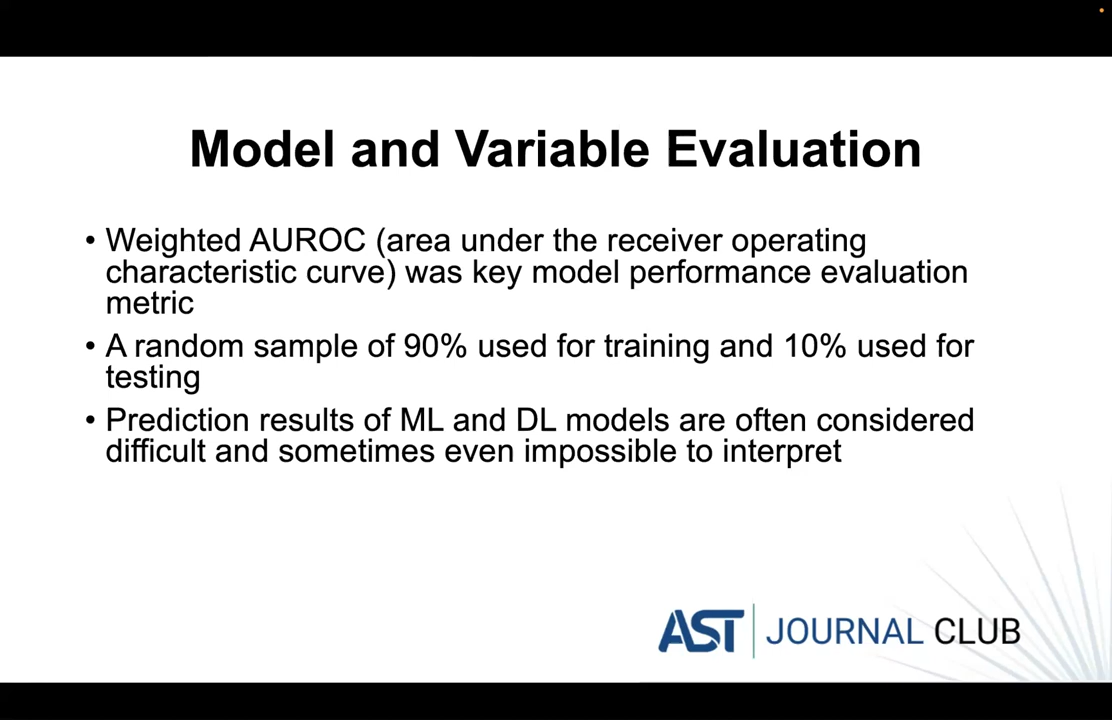 Model and Variable Evaluation
• Weighted AUROC (area under the receiver operating
characteristic curve) was key model performance evaluation
metric
• A random sample of 90% used for training and 10% used for
testing
• Prediction results of ML and DL models are often considered
difficult and sometimes even impossible to interpret
AST JOURNAL CLUB